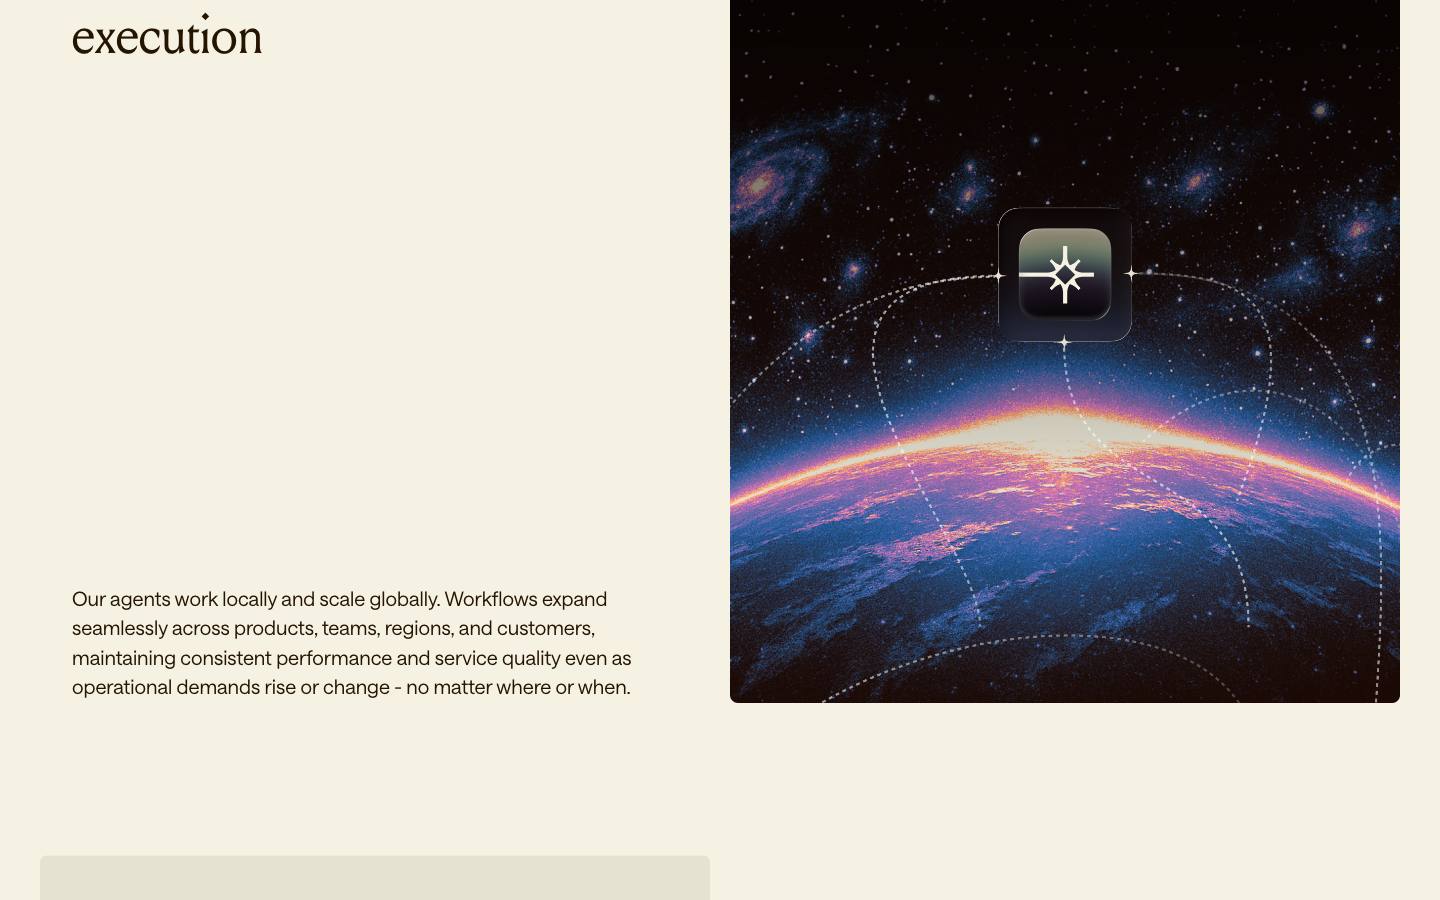 execution
Our agents work locally and scale globally. Workflows expand
seamlessly across products, teams, regions, and customers,
maintaining consistent performance and service quality even as
operational demands rise or change - no matter where or when.